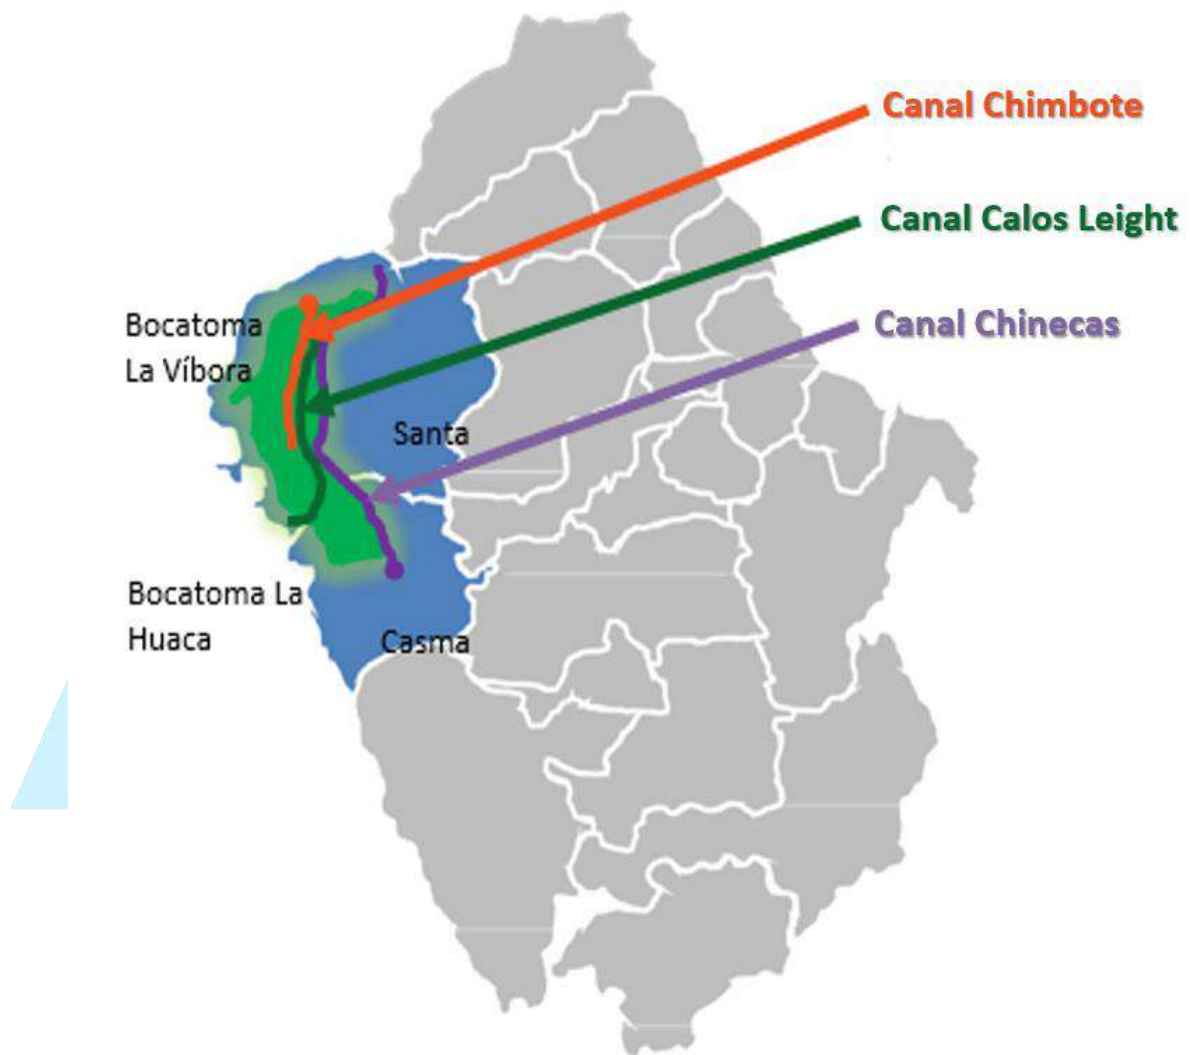 Canal Chimbote
Canal Calos Leight
Canal Chinecas
Bocatoma
La Víbora
Santa
Bocatoma La
Huaca
Casma